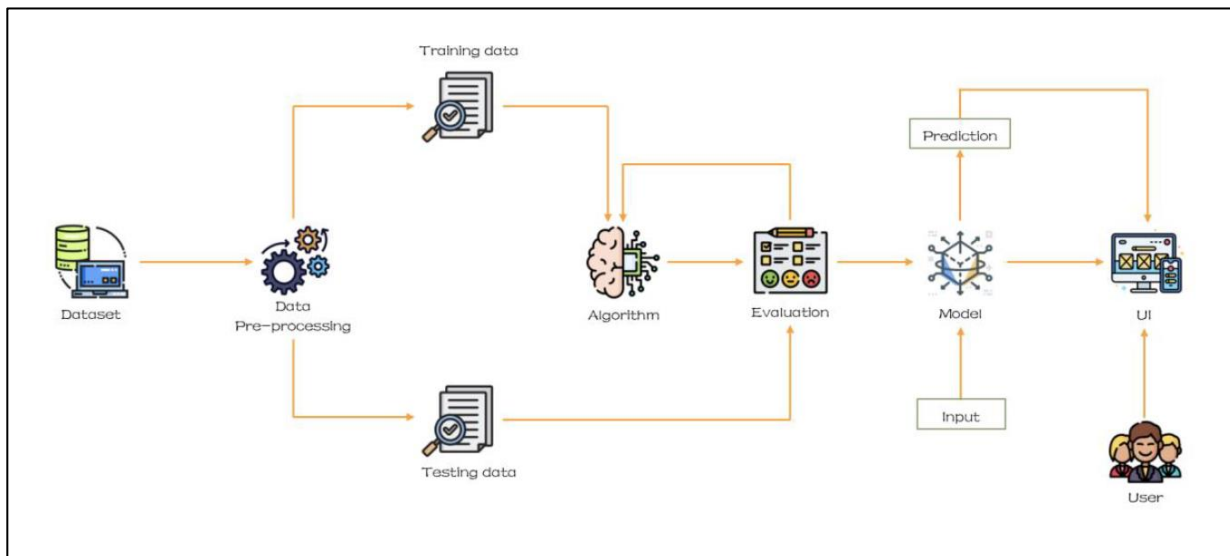 Training data
Prediction
Dataset
Data
Pre-processing
Algorithm
Evaluation
Model
UI
Input
Testing data
User